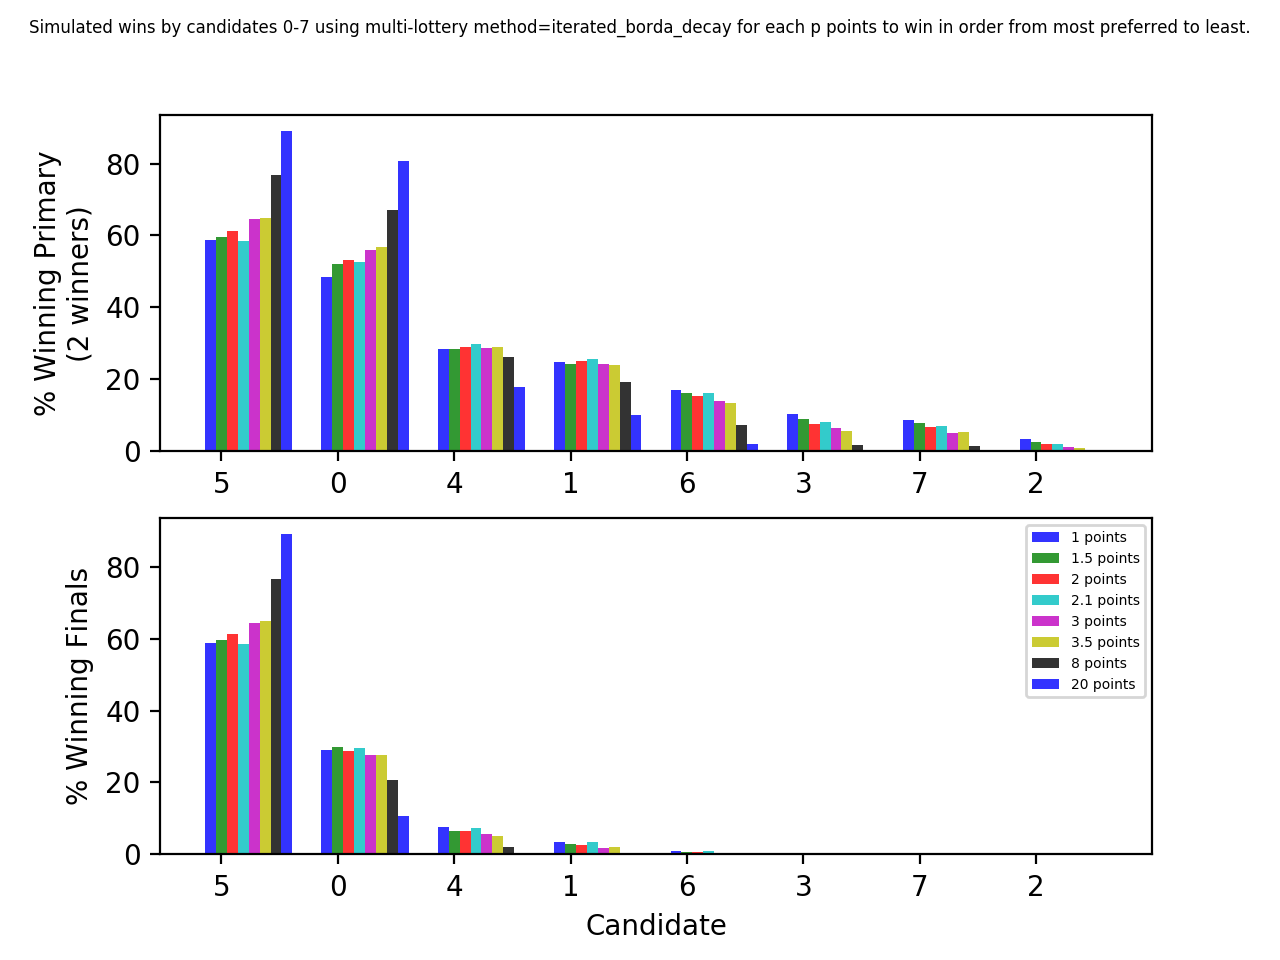 Simulated wins by candidates 0-7 using multi-lottery method=iterated_borda_decay for each p points to win in order from most preferred to least.
% Winning Primary
(2 winners)
80
60
40
20
0
5 0 4 1 6 3 7 2
% Winning Finals
80
60
40
20
0
1 points
1.5 points
2 points
2.1 points
3 points
3.5 points
8 points
20 points
5 0 4 1 6 3 7 2
Candidate